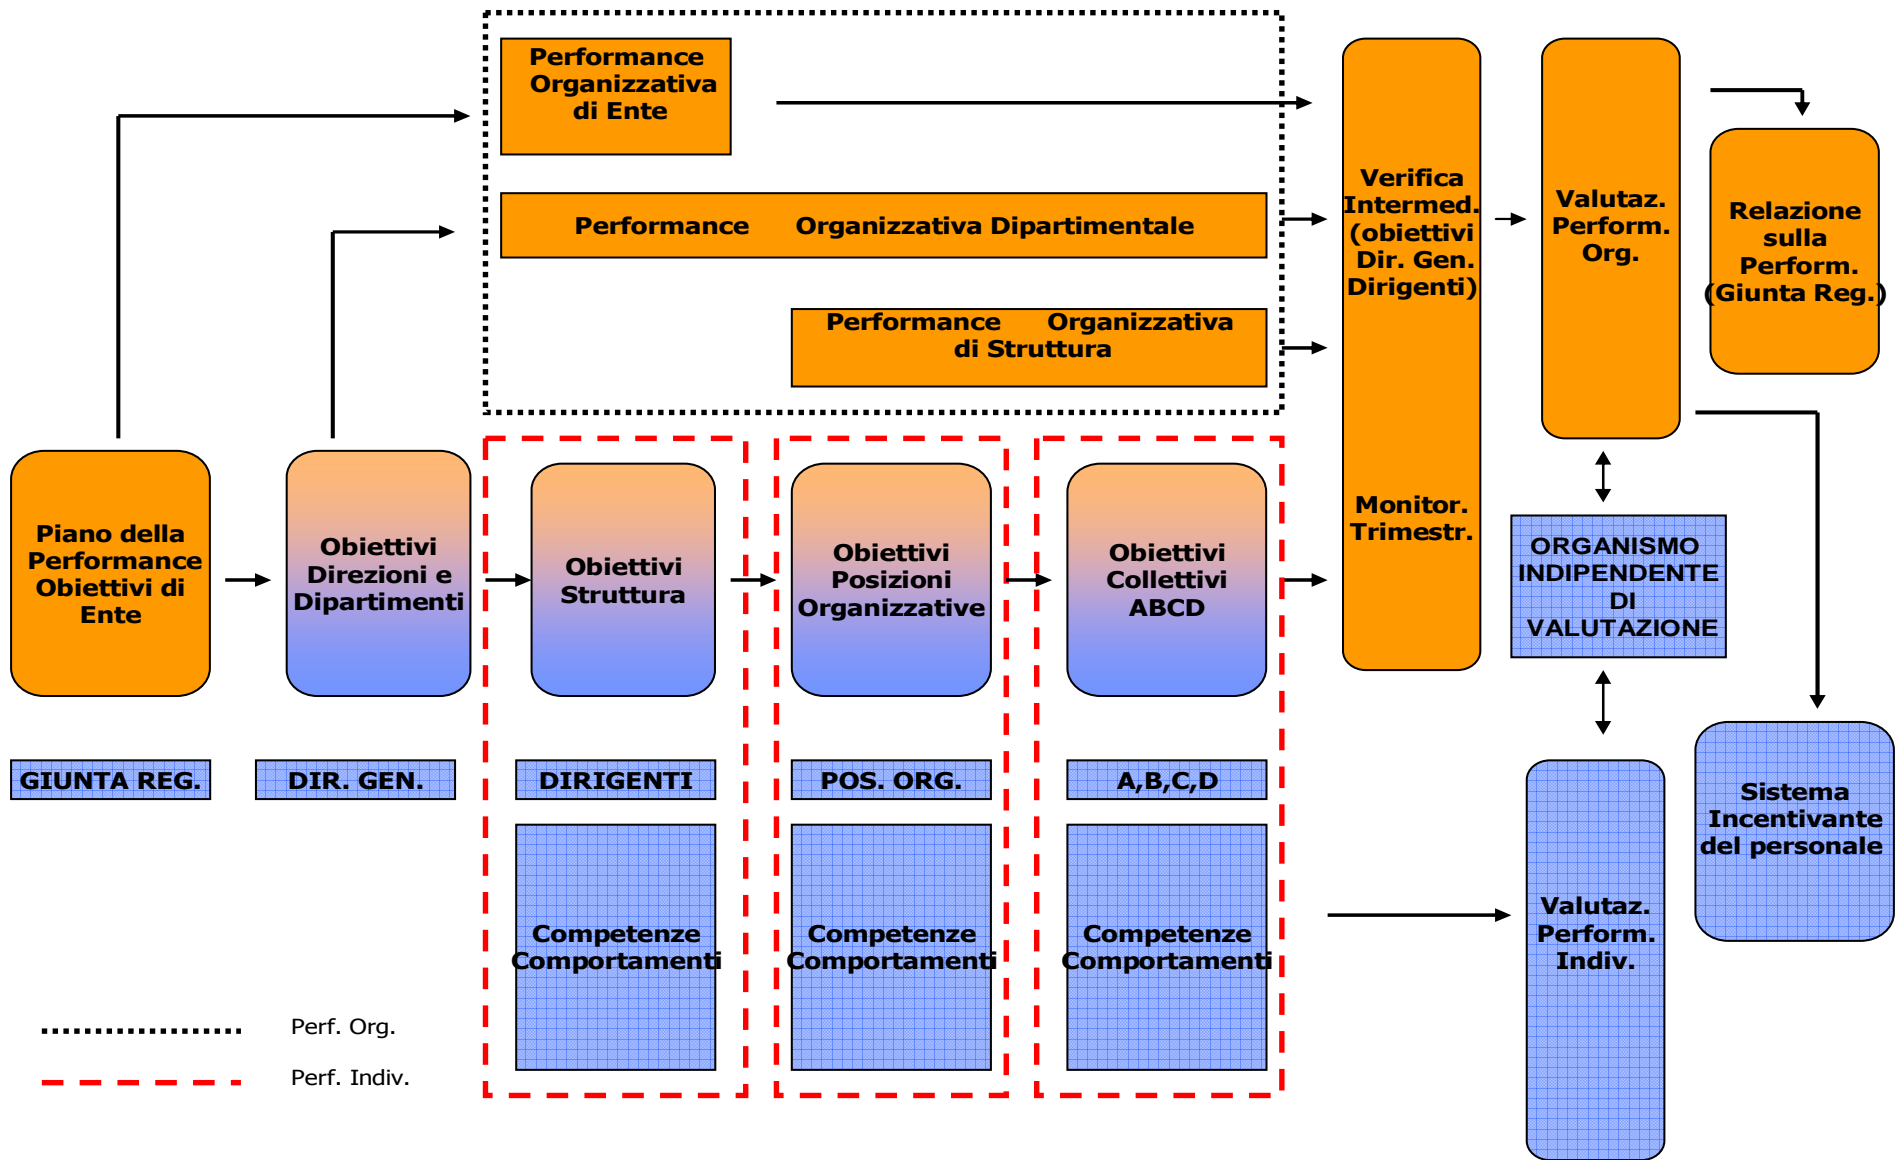 Performance
Organizzativa
di Ente
Performance Organizzativa Dipartimentale
Performance Organizzativa
di Struttura
Verifica
Intermed.
(obiettivi
Dir. Gen.
Dirigenti)
Monitor.
Trimestr.
Valutaz.
Perform.
Org.
Relazione
sulla
Perform.
(Giunta Reg.)
Piano della
Performance
Obiettivi di
Ente
Obiettivi
Direzioni e
Dipartimenti
Obiettivi
Struttura
Obiettivi
Posizioni
Organizzative
Obiettivi
Collettivi
ABCD
ORGANISMO
INDIPENDENTE
DI
VALUTAZIONE
GIUNTA REG.
DIR. GEN.
DIRIGENTI
POS. ORG.
A,B,C,D
Sistema
Incentivante
del personale
Competenze
Comportamenti
Competenze
Comportamenti
Competenze
Comportamenti
Valutaz.
Perform.
Indiv.
Perf. Org.
Perf. Indiv.